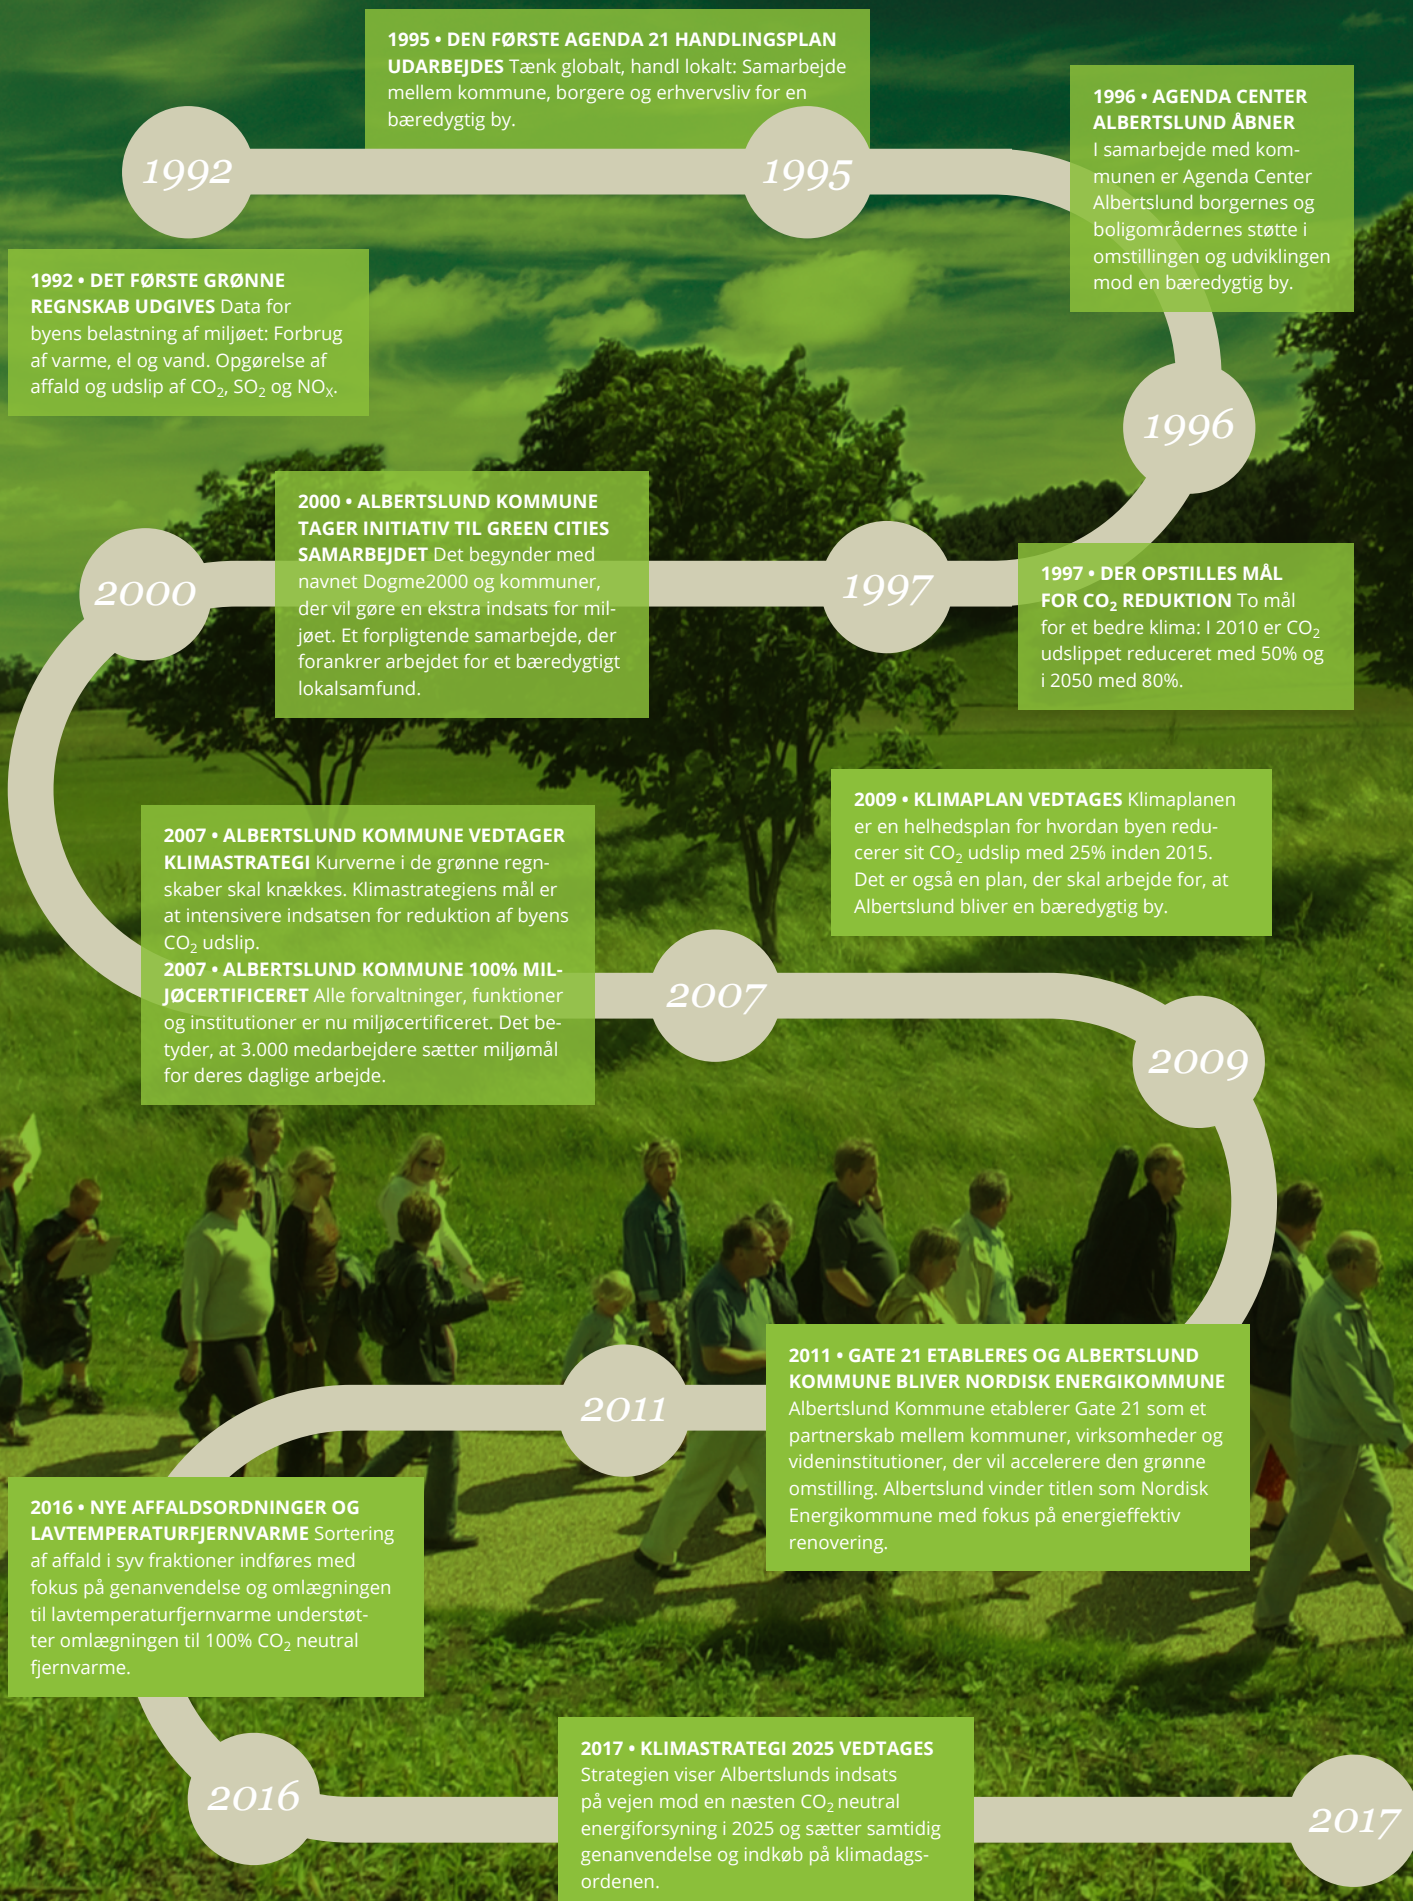 1995 • DEN FØRSTE AGENDA 21 HANDLINGSPLAN
UDARBEJDES Tænk globalt, handl lokalt: Samarbejde
mellem kommune, borgere og erhvervsliv for en
bæredygtig by.
1996 • AGENDA CENTER
ALBERTSLUND ÅBNER
I samarbejde med kom-
munen er Agenda Center
Albertslund borgernes og
boligområdernes støtte i
omstillingen og udviklingen
mod en bæredygtig by.
1992
1995
1992 • DET FØRSTE GRØNNE
REGNSKAB UDGIVES Data for
byens belastning af miljøet: Forbrug
af varme, el og vand. Opgørelse af
affald og udslip af CO₂, SO₂ og NOₓ.
1996
2000 • ALBERTSLUND KOMMUNE
TAGER INITIATIV TIL GREEN CITIES
SAMARBEJDET Det begynder med
navnet Dogme2000 og kommuner,
der vil gøre en ekstra indsats for mil-
jøet. Et forpligtende samarbejde, der
forankrer arbejdet for et bæredygtigt
lokalsamfund.
2000
1997
1997 • DER OPSTILLES MÅL
FOR CO₂ REDUKTION To mål
for et bedre klima: I 2010 er CO₂
udslippet reduceret med 50% og
i 2050 med 80%.
2009 • KLIMAPLAN VEDTAGES Klimaplanen
er en helhedsplan for hvordan byen redu-
cerer sit CO₂ udslip med 25% inden 2015.
Det er også en plan, der skal arbejde for, at
Albertslund bliver en bæredygtig by.
2007 • ALBERTSLUND KOMMUNE VEDTAGER
KLIMASTRATEGI Kurverne i de grønne regn-
skaber skal knækkes. Klimastrategiens mål er
at intensivere indsatsen for reduktion af byens
CO₂ udslip.
2007 • ALBERTSLUND KOMMUNE 100% MIL-
JØCERTIFICERET Alle forvaltninger, funktioner
og institutioner er nu miljøcertificeret. Det be-
tyder, at 3.000 medarbejdere sætter miljømål
for deres daglige arbejde.
2007
2009
2011 • GATE 21 ETABLERES OG ALBERTSLUND
KOMMUNE BLIVER NORDISK ENERGIKOMMUNE
Albertslund Kommune etablerer Gate 21 som et
partnerskab mellem kommuner, virksomheder og
videninstitutioner, der vil accelerere den grønne
omstilling. Albertslund vinder titlen som Nordisk
Energikommune med fokus på energieffektiv
renovering.
2011
2016 • NYE AFFALDSORDNINGER OG
LAVTEMPERATURFJERNVARME Sortering
af affald i syv fraktioner indføres med
fokus på genanvendelse og omlægningen
til lavtemperaturfjernvarme understøt-
ter omlægningen til 100% CO₂ neutral
fjernvarme.
2016
2017 • KLIMASTRATEGI 2025 VEDTAGES
Strategien viser Albertslunds indsats
på vejen mod en næsten CO₂ neutral
energiforsyning i 2025 og sætter samtidig
genanvendelse og indkøb på klimadags-
ordenen.
2017